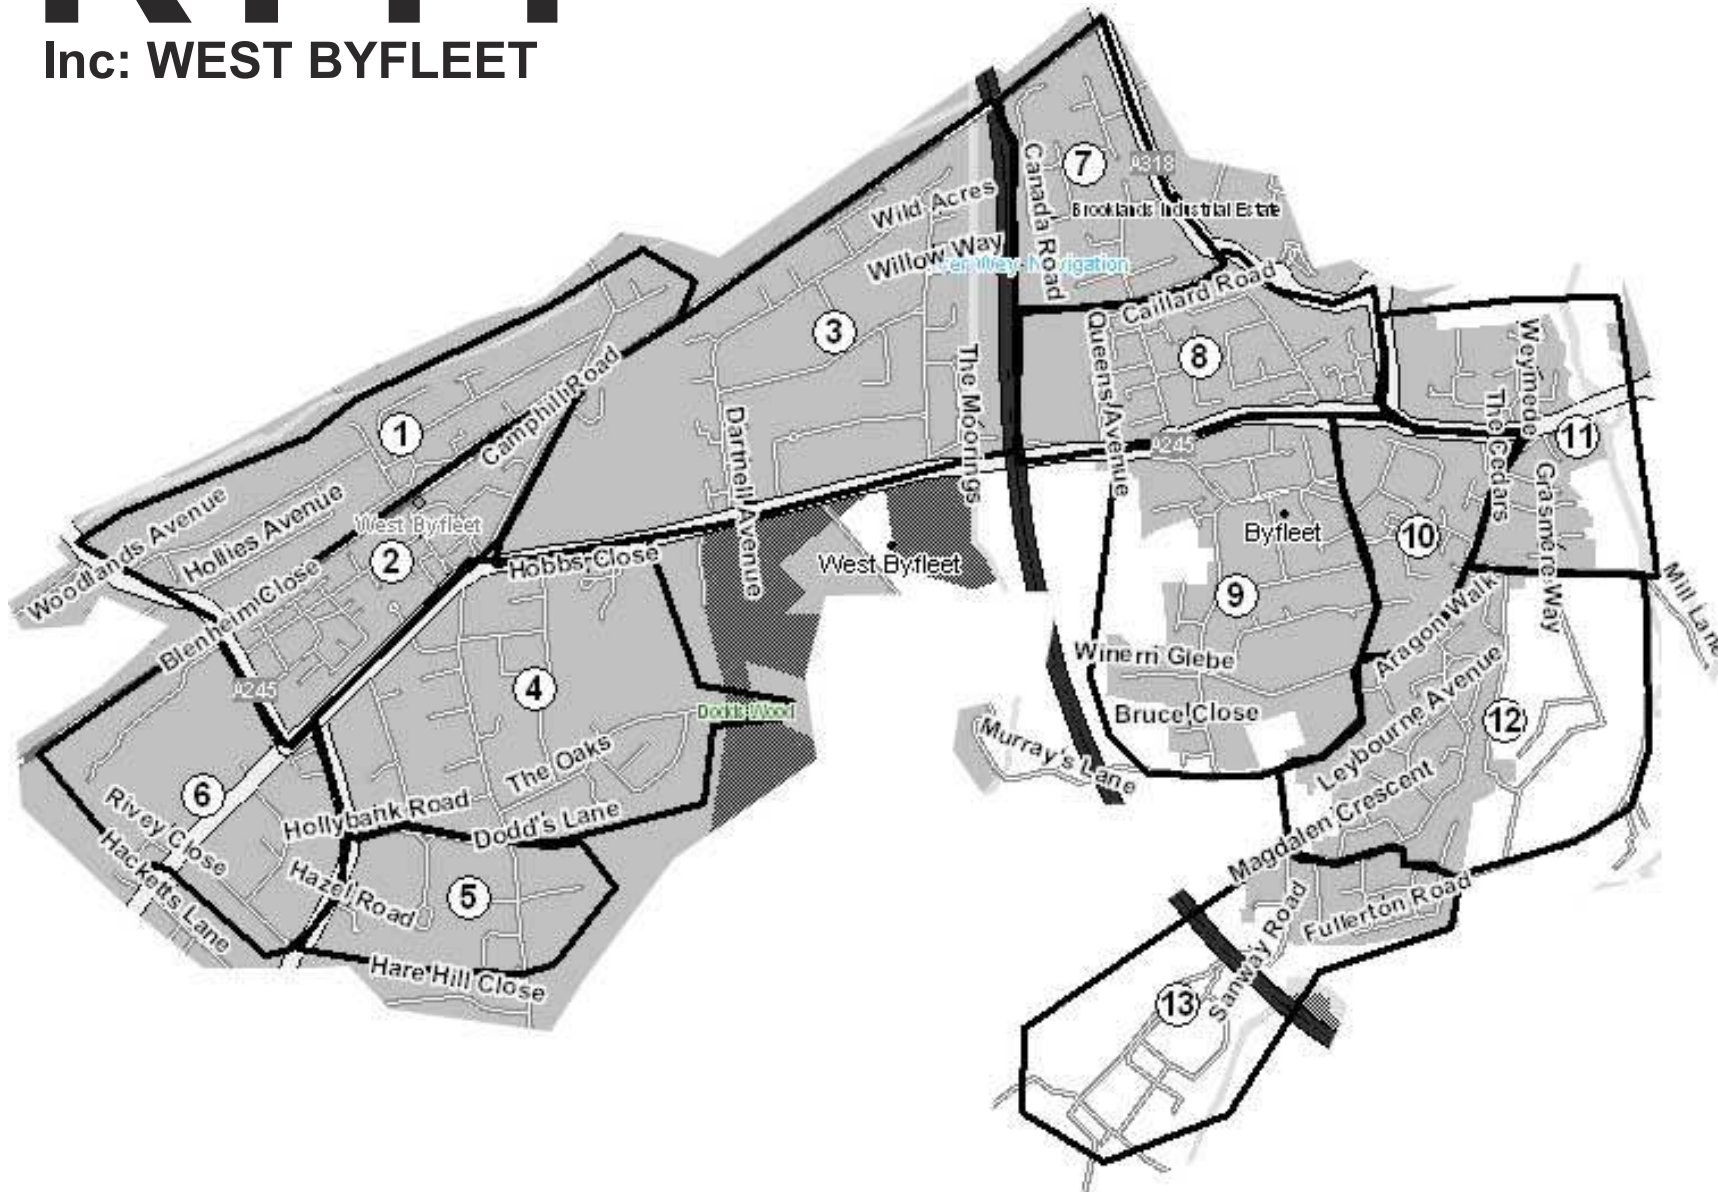 Inc: WEST BYFLEET
7
A318
Canada Road
Brooklands Industrial Estate
Wild Acres
Willow Way
Caillard Road
3
8
Queens Avenue
The Moorings
Weymede
The Cedars
11
Camphill Road
1
Dartnell Avenue
A245
Grasmere Way
Woodlands Avenue
Hollies Avenue
West Byfleet
2
Blenheim Close
Hobbs Close
West Byfleet
Byfleet
10
9
Mill Lane
Aragon Walk
Winern Glebe
A245
4
Dodds Wood
Bruce Close
Murray's Lane
Leybourne Avenue
12
The Oaks
6
Rivey Close
Hollybank Road
Dodd's Lane
Magdalen Crescent
Hacketts Lane
Hazel Road
5
Fullerton Road
Sanway Road
Hare Hill Close
13